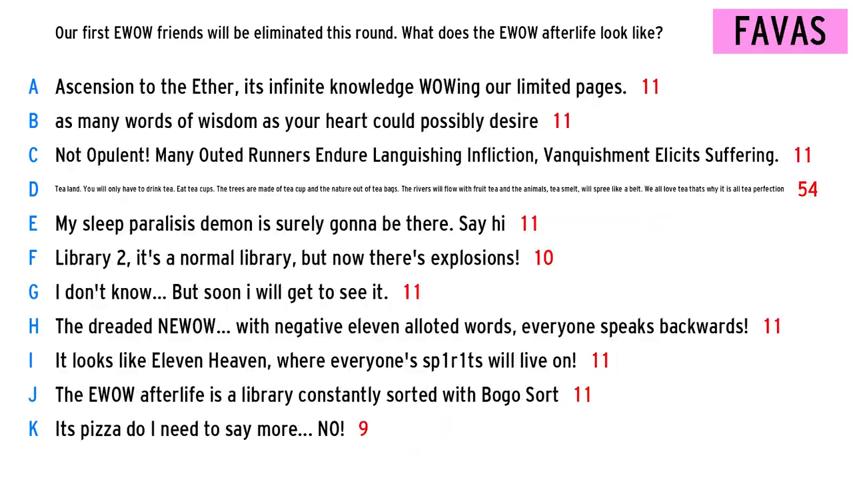 Our first EWOW friends will be eliminated this round. What does the EWOW afterlife look like?
FAVAS
A Ascension to the Ether, its infinite knowledge WOWing our limited pages. 11
B as many words of wisdom as your heart could possibly desire 11
C Not Opulent! Many Outed Runners Endure Languishing Infliction, Vanquishment Elicits Suffering. 11
D Tea land. You will only have to drink tea. Eat tea cups. The trees are made of tea cup and the nature out of tea bags. The rivers will flow with fruit tea and the animals, tea smelt, will spree like a belt. We all love tea thats why it is all tea perfection 54
E My sleep paralisis demon is surely gonna be there. Say hi 11
F Library 2, it's a normal library, but now there's explosions! 10
G I don't know... But soon i will get to see it. 11
H The dreaded NEWOW... with negative eleven alloted words, everyone speaks backwards! 11
I It looks like Eleven Heaven, where everyone's sp1r1ts will live on! 11
J The EWOW afterlife is a library constantly sorted with Bogo Sort 11
K Its pizza do I need to say more... NO! 9